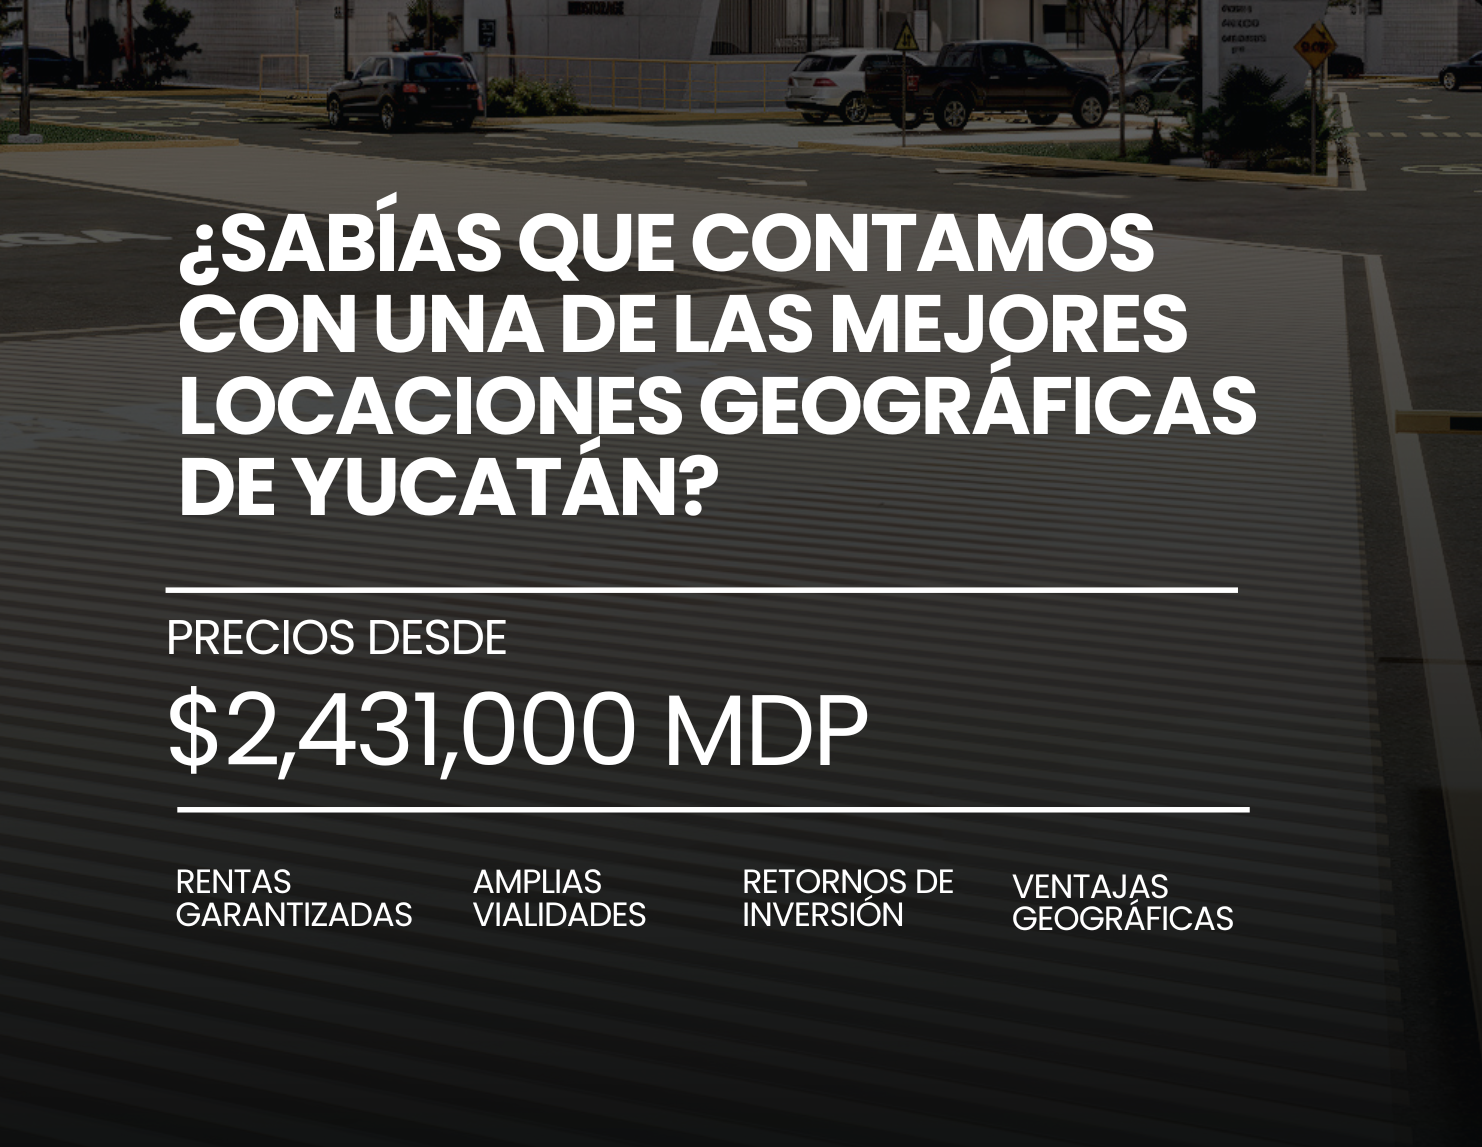 ¿SABÍAS QUE CONTAMOS
CON UNA DE LAS MEJORES
LOCACIONES GEOGRÁFICAS
DE YUCATÁN?
PRECIOS DESDE
$2,431,000 MDP
RENTAS
GARANTIZADAS
AMPLIAS
VIALIDADES
RETORNOS DE
INVERSIÓN
VENTAJAS
GEOGRÁFICAS